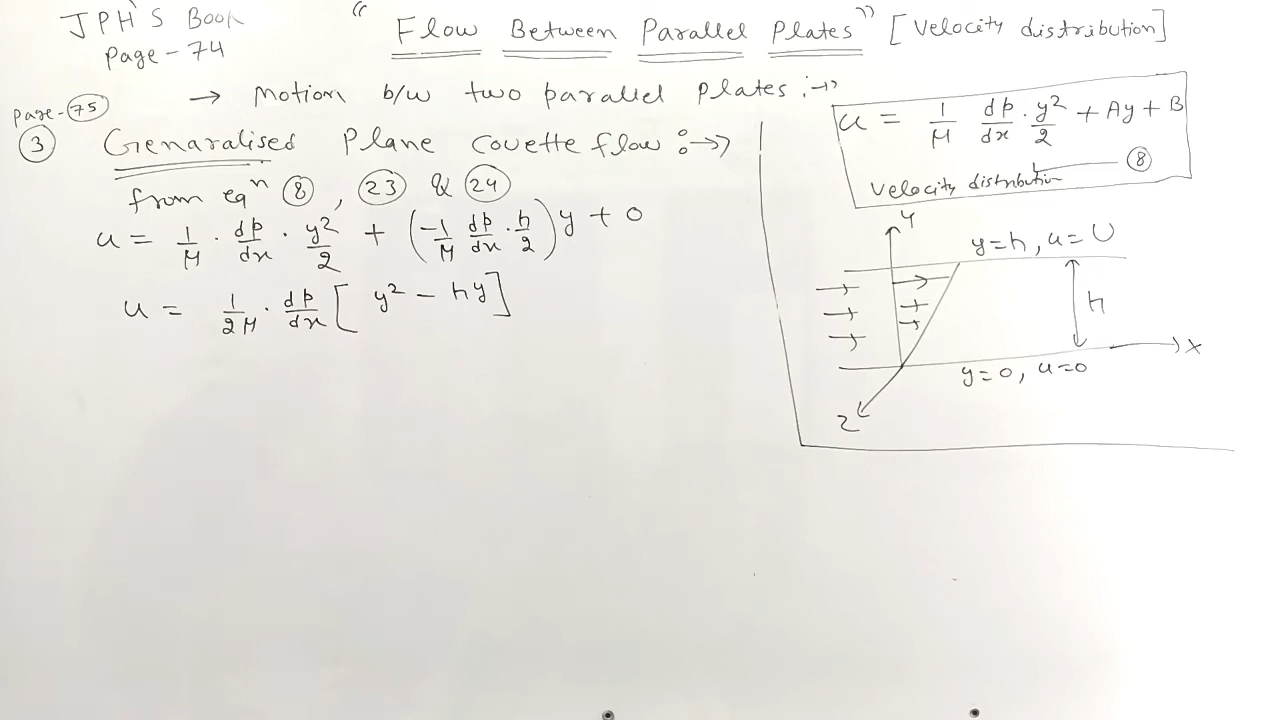 JPH'S Book
Page-74
" Flow Between Parallel Plates " [Velocity distribution]
→ Motion b/w two parallel plates :→
Page-75
③ Genaralised Plane Couette flow :→
from eqⁿ ⑧, ㉓ & ㉔
u = 1/μ · dp/dx · y²/2 + (-1/μ dp/dx · h/2) y + 0
u = 1/2μ · dp/dx [ y² - hy ]
u = 1/μ dp/dx · y²/2 + Ay + B
⑧
Velocity distribution
Y
y=h, u=U
h
X
y=0, u=0
Z